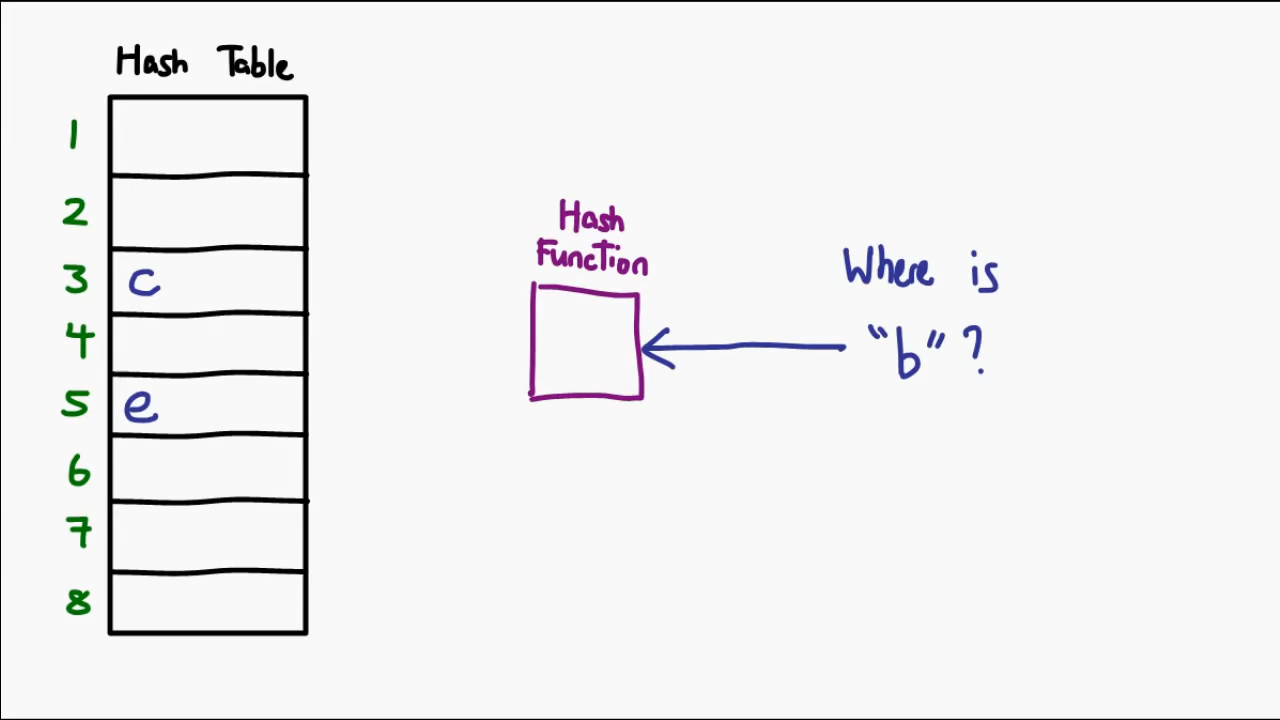 Hash Table
1
2
3 c
4
5 e
6
7
8
Hash
Function
Where is
"b"?